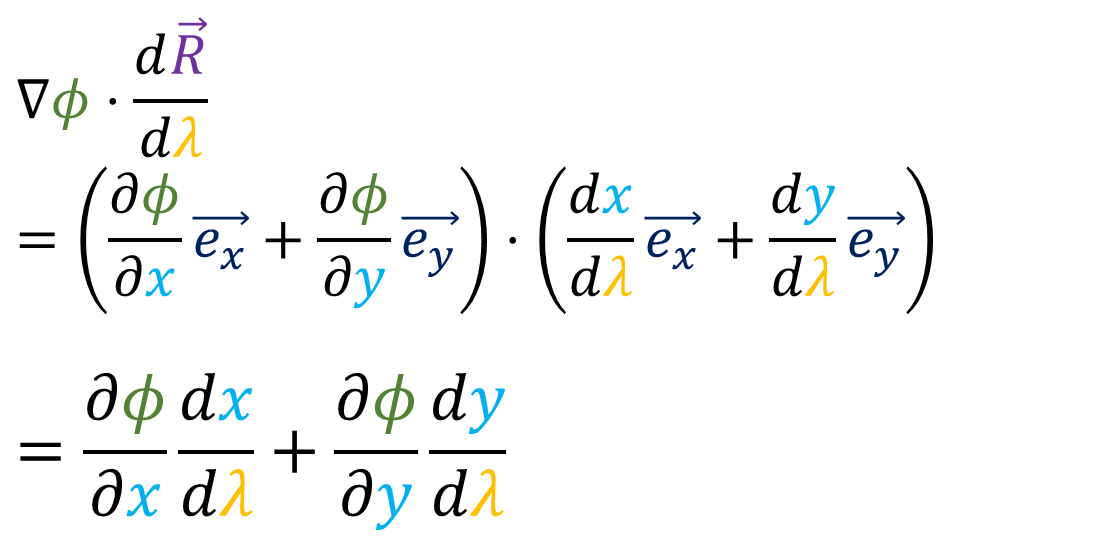 ∇ϕ · dR⃗/dλ
= (∂ϕ/∂x e⃗ₓ + ∂ϕ/∂y e⃗ᵧ) · (dx/dλ e⃗ₓ + dy/dλ e⃗ᵧ)
= ∂ϕ/∂x dx/dλ + ∂ϕ/∂y dy/dλ